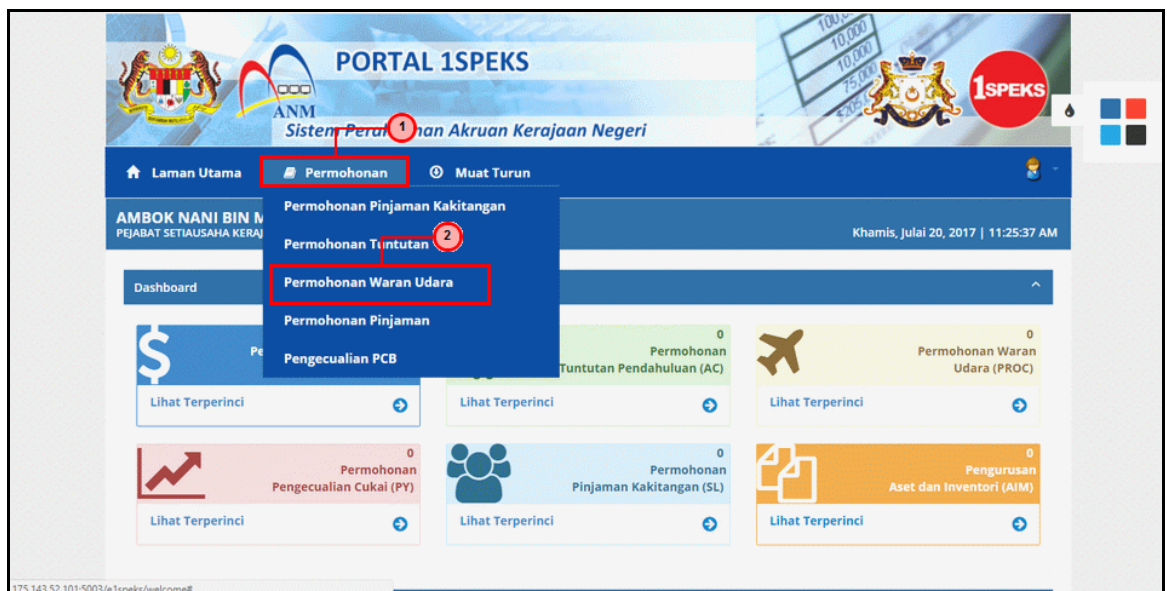 PORTAL 1SPEKS
ANM
1SPEKS
Sistem Akruan Kerajaan Negeri
1
Laman Utama Permohonan Muat Turun
Permohonan Pinjaman Kakitangan
AMBOK NANI BIN
PEJABAT SETIAUSAHA
Khamis, Julai 20, 2017 | 11:25:37 AM
Permohonan Tuntutan
2
Dashboard
Permohonan Waran Udara
Permohonan Pinjaman
Pengecualian PCB
0
Permohonan
Tuntutan Pendahuluan (AC)
0
Permohonan Waran
Udara (PROC)
Lihat Terperinci
Lihat Terperinci
Lihat Terperinci
0
Permohonan
Pengecualian Cukai (PY)
0
Permohonan
Pinjaman Kakitangan (SL)
0
Pengurusan
Aset dan Inventori (AIM)
Lihat Terperinci
Lihat Terperinci
Lihat Terperinci
175.143.52.101:5003/e1speks/welcome#